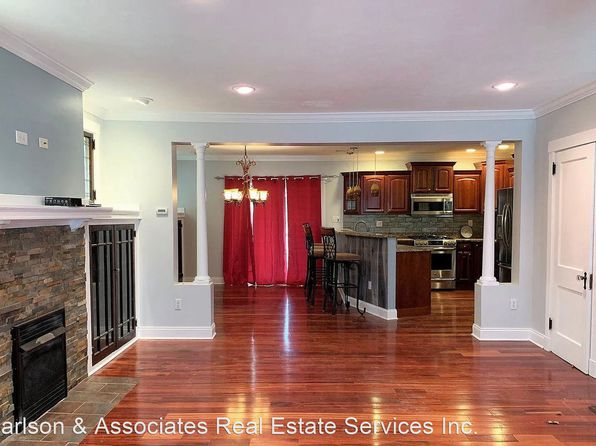 arlson & Associates Real Estate Services Inc.